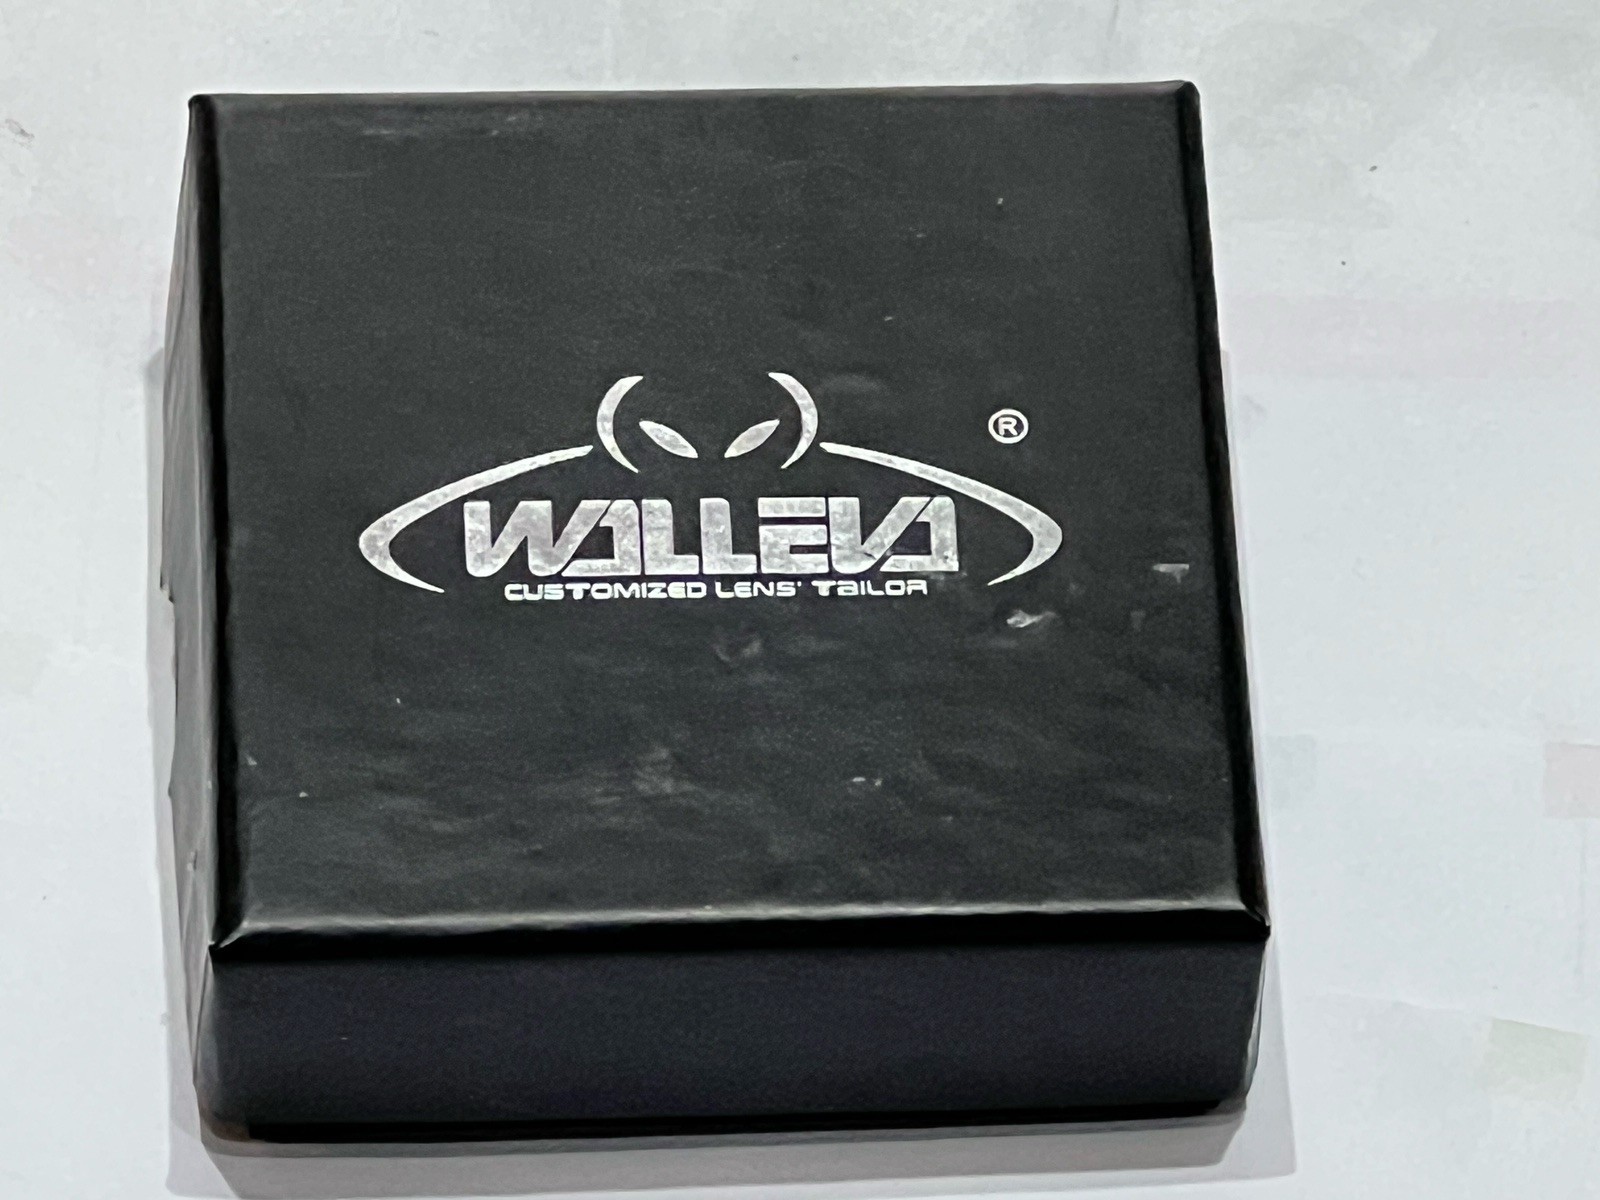 ®
WALLEVA
CUSTOMIZED LENS' TAILOR